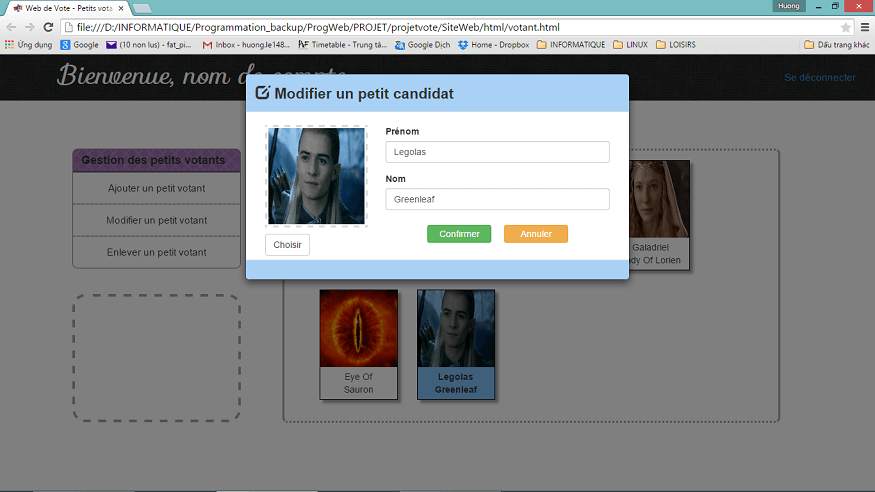 Web de Vote - Petits vota
Huong
file:///D:/INFORMATIQUE/Programmation_backup/ProgWeb/PROJET/projetvote/SiteWeb/html/votant.html
Ứng dụng
Google
(10 non lus) - fat_pi...
Inbox - huong.le148...
Timetable - Trung tâ...
Google Dịch
Home - Dropbox
INFORMATIQUE
LINUX
LOISIRS
Dấu trang khác
Bienvenue, nom de compte
Se déconnecter
Modifier un petit candidat
Prénom
Legolas
Nom
Greenleaf
Confirmer
Annuler
Choisir
Gestion des petits votants
Ajouter un petit votant
Modifier un petit votant
Enlever un petit votant
Galadriel
dy Of Lorien
Eye Of
Sauron
Legolas
Greenleaf